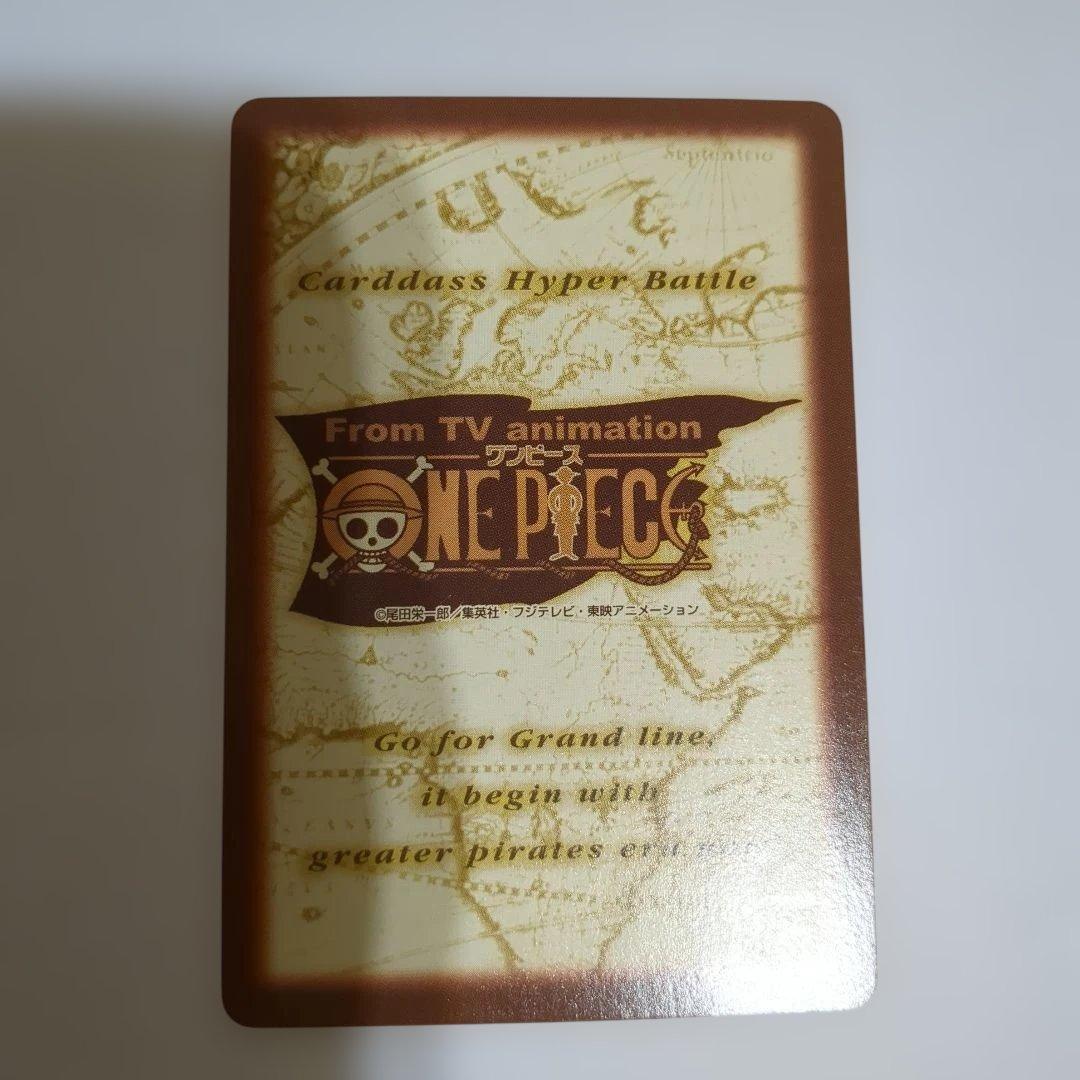 Septentrio
Carddass Hyper Battle
From TV animation
ワンピース
ONE PIECE
©尾田栄一郎／集英社・フジテレビ・東映アニメーション
Go for Grand line,
it begin with
greater pirates era